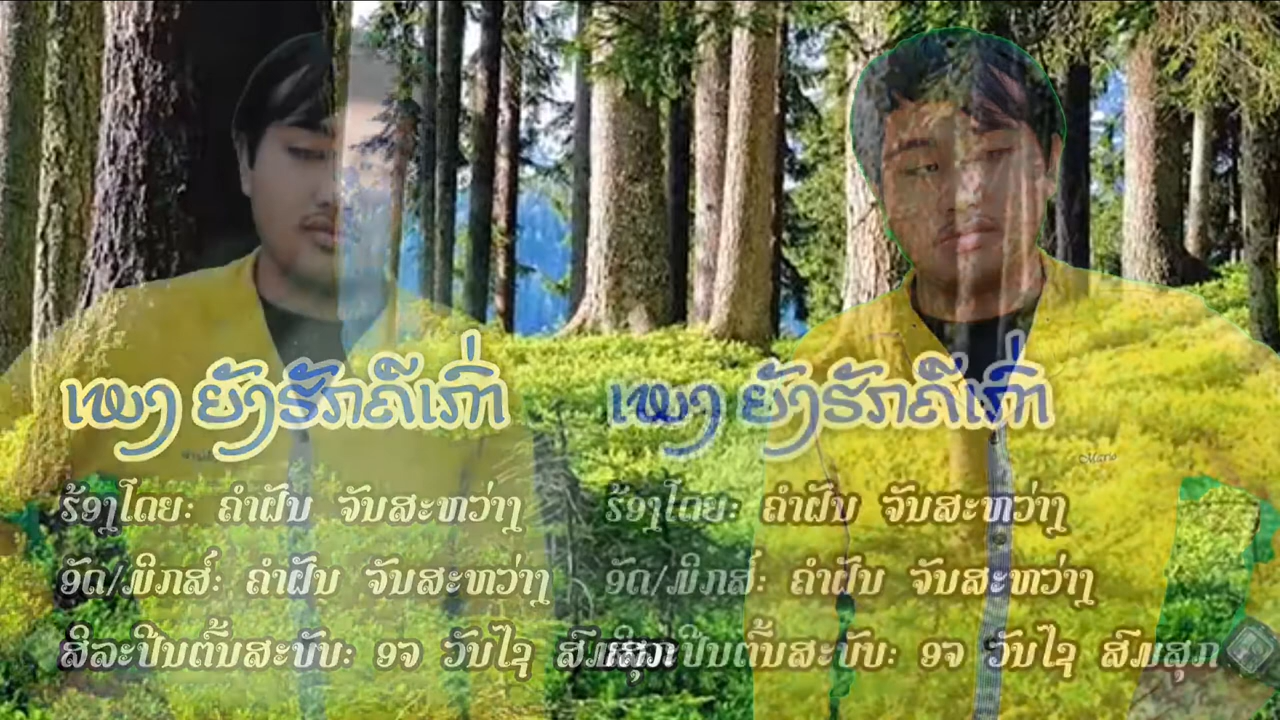 ເພງ ຍັງຮັກຄືເກົ່າ
ເພງ ຍັງຮັກຄືເກົ່າ
Mario
ຮ້ອງໂດຍ: ຄຳຝັນ ຈັນສະຫວ່າງ
ຮ້ອງໂດຍ: ຄຳຝັນ ຈັນສະຫວ່າງ
ອັດ/ມິກສ໌: ຄຳຝັນ ຈັນສະຫວ່າງ
ອັດ/ມິກສ໌: ຄຳຝັນ ຈັນສະຫວ່າງ
ສິລະປິນຕົ້ນສະບັບ: ອຈ ວັນໄຊ ສົມສຸກ
ສິລະປິນຕົ້ນສະບັບ: ອຈ ວັນໄຊ ສົມສຸກ